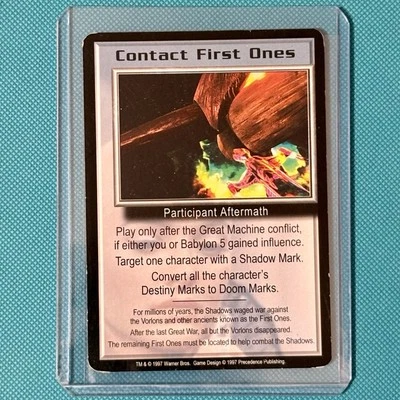 Contact First Ones
Participant Aftermath
Play only after the Great Machine conflict,
if either you or Babylon 5 gained influence.
Target one character with a Shadow Mark.
Convert all the character's
Destiny Marks to Doom Marks.
For millions of years, the Shadows waged war against
the Vorlons and other ancients known as the First Ones.
After the last Great War, all but the Vorlons disappeared.
The remaining First Ones must be located to help combat the Shadows.
TM & © 1997 Warner Bros. Game Design © 1997 Precedence Publishing.